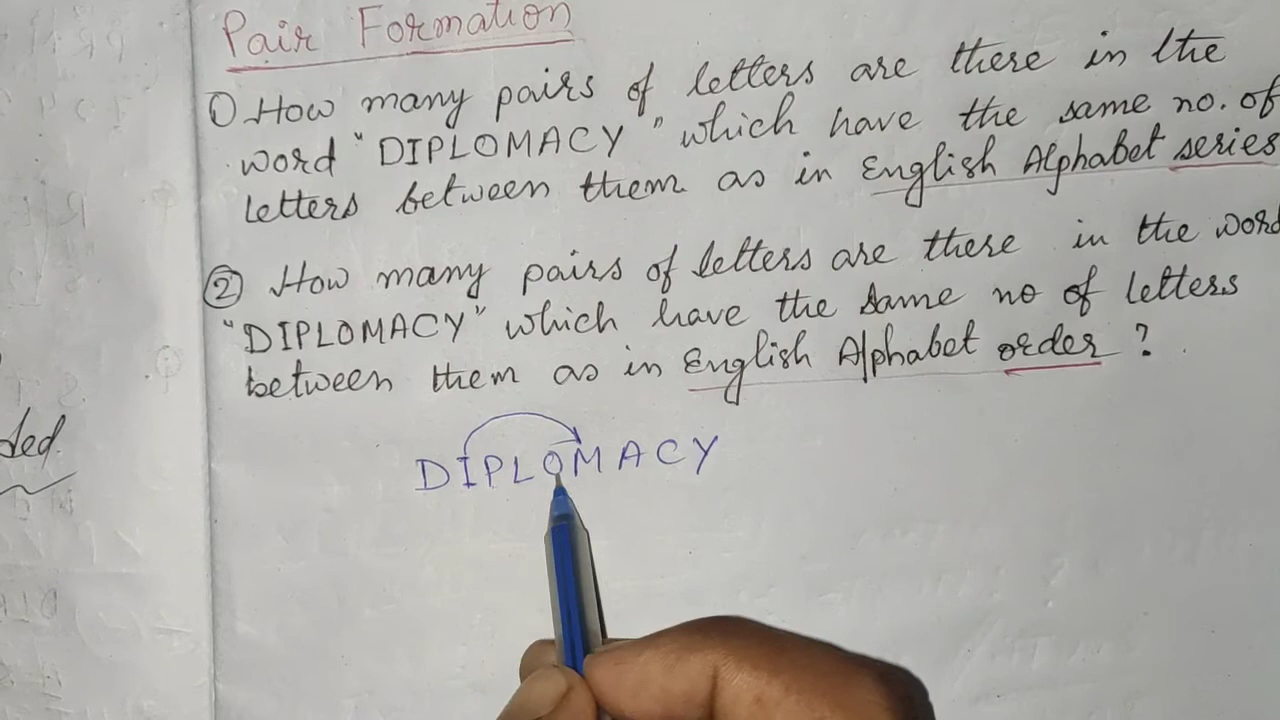 Pair Formation
① How many pairs of letters are there in the
word "DIPLOMACY" which have the same no. of
letters between them as in English Alphabet series
② How many pairs of letters are there in the word
"DIPLOMACY" which have the same no of letters
between them as in English Alphabet order ?
ded.
DIPLOMACY